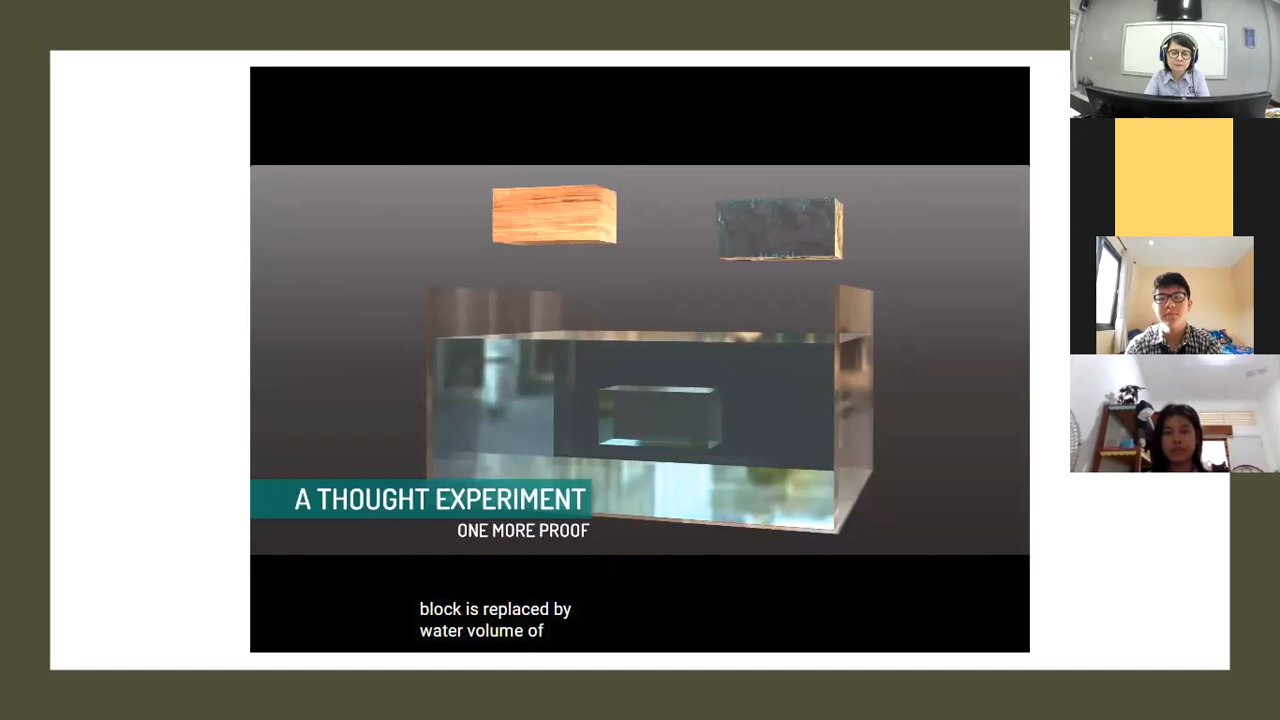 A THOUGHT EXPERIMENT
ONE MORE PROOF
block is replaced by
water volume of